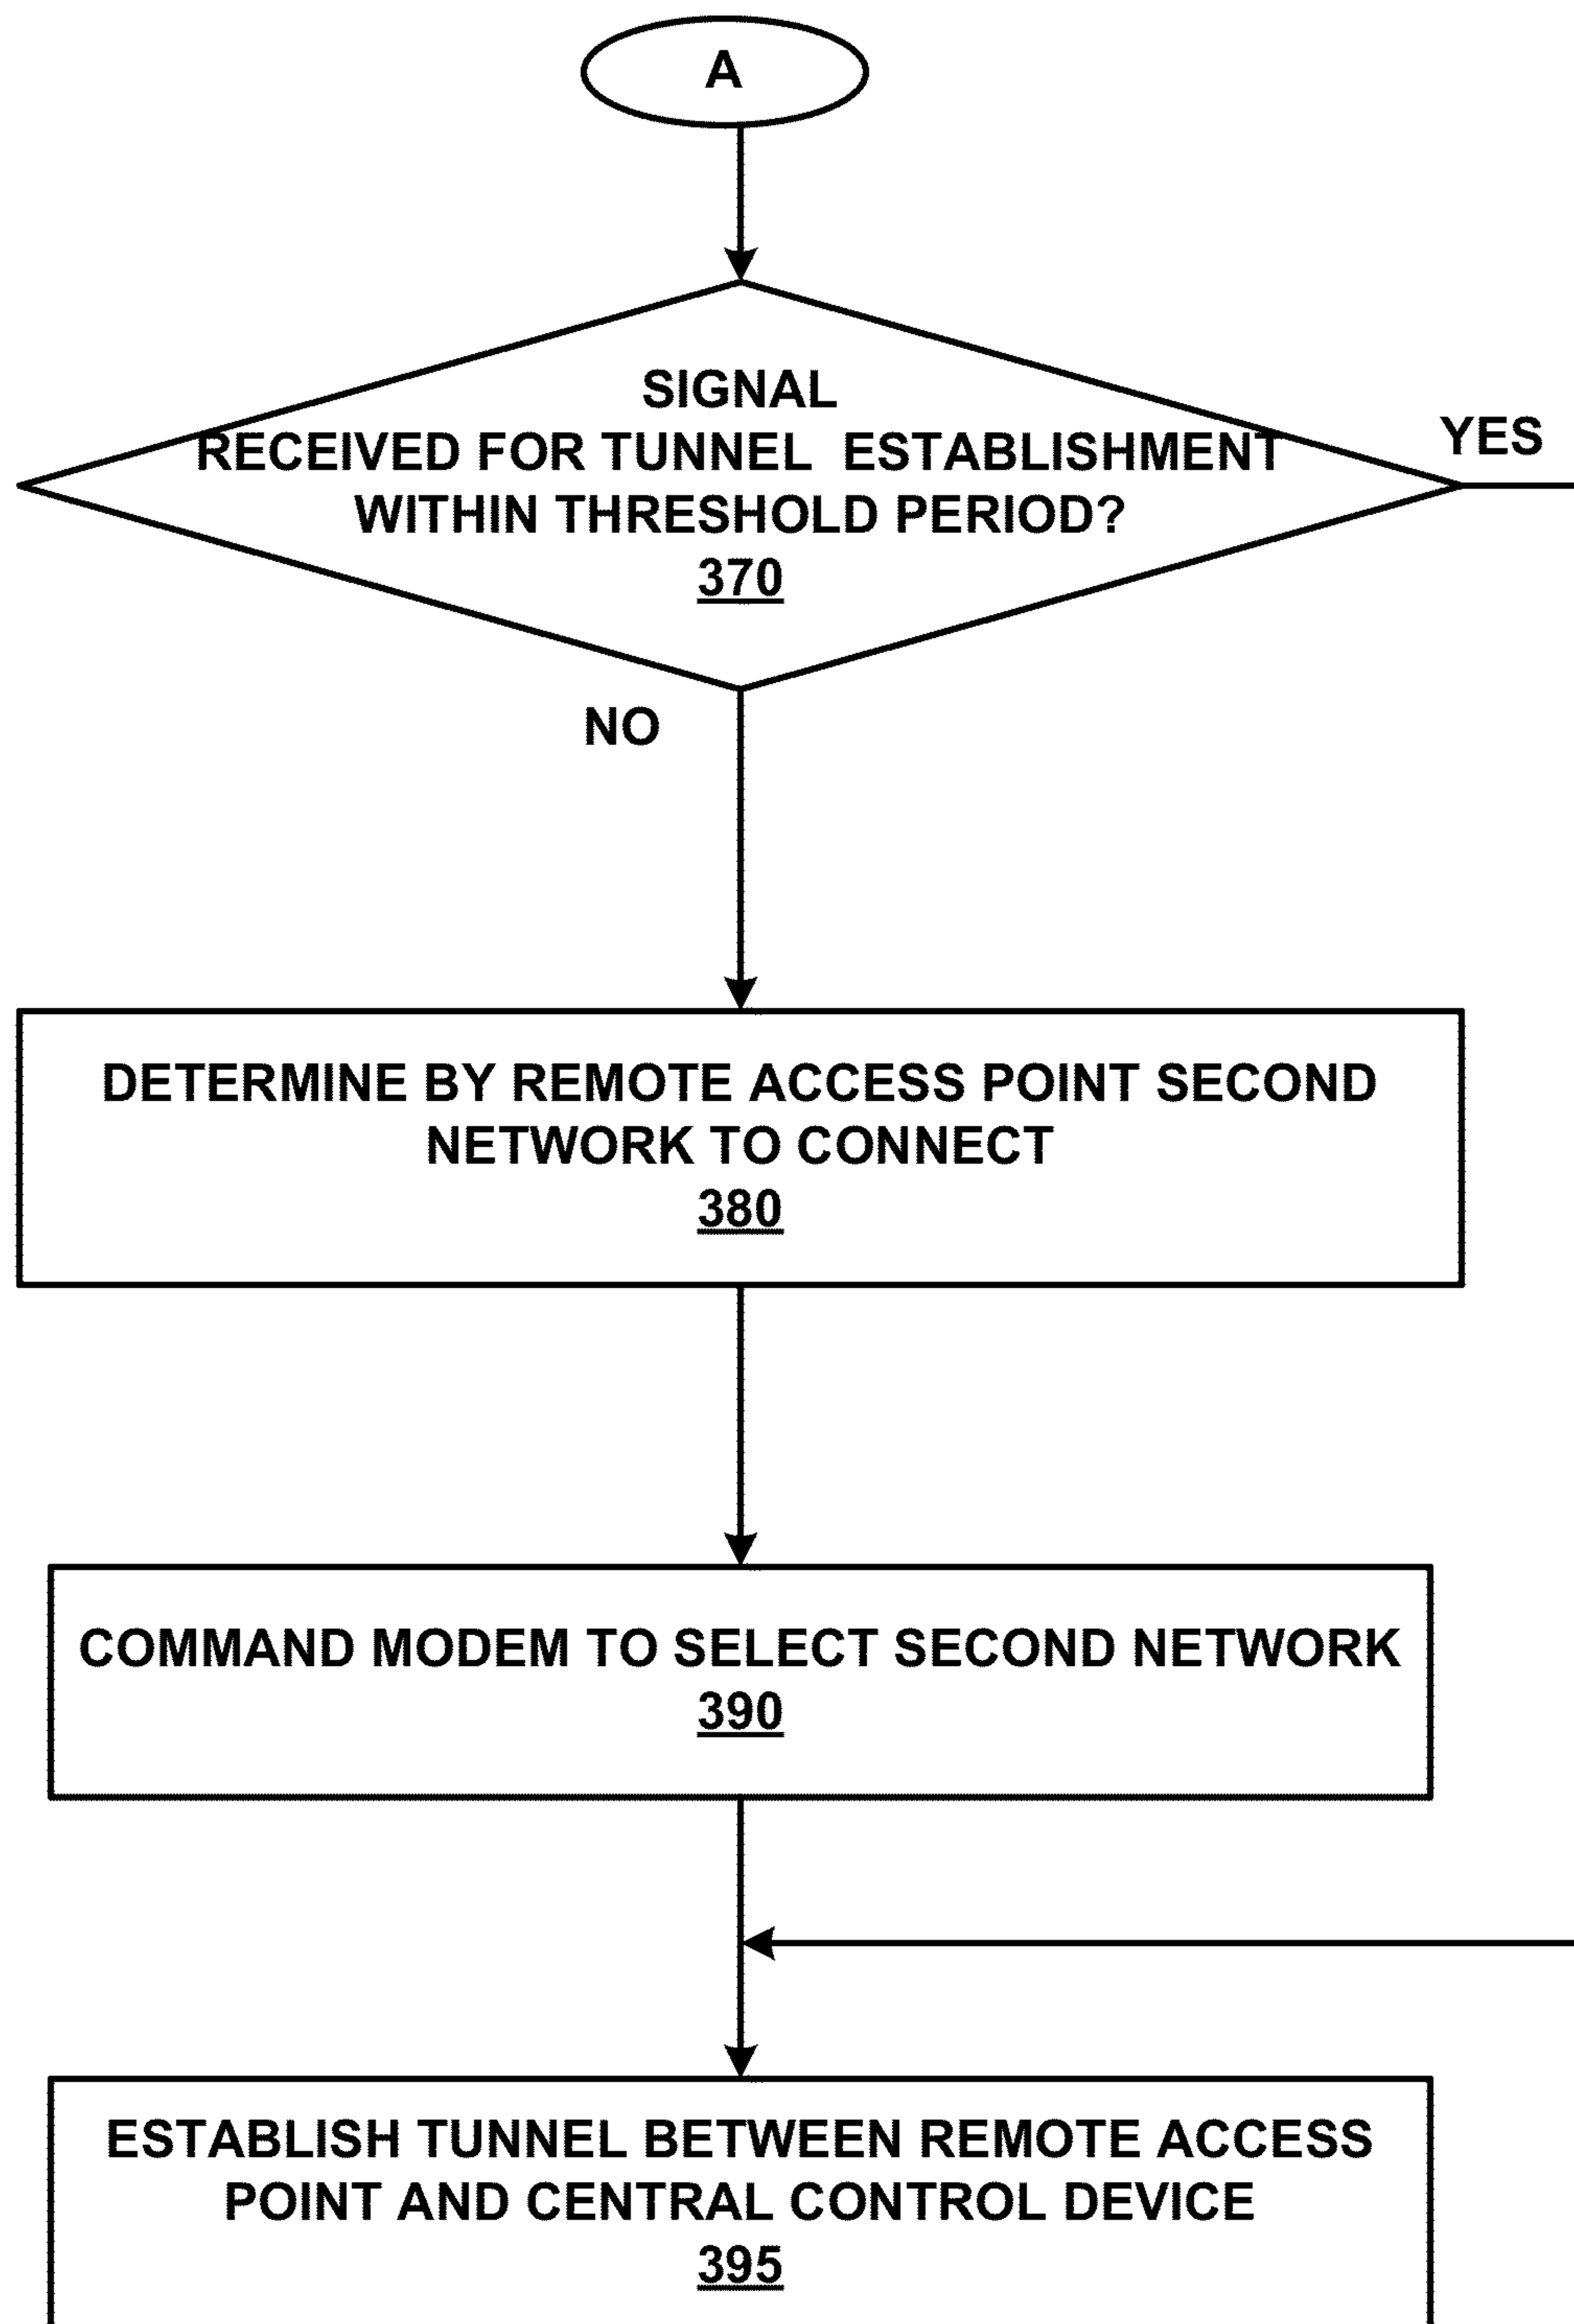 A
SIGNAL
RECEIVED FOR TUNNEL ESTABLISHMENT
WITHIN THRESHOLD PERIOD?
370
YES
NO
DETERMINE BY REMOTE ACCESS POINT SECOND
NETWORK TO CONNECT
380
COMMAND MODEM TO SELECT SECOND NETWORK
390
ESTABLISH TUNNEL BETWEEN REMOTE ACCESS
POINT AND CENTRAL CONTROL DEVICE
395